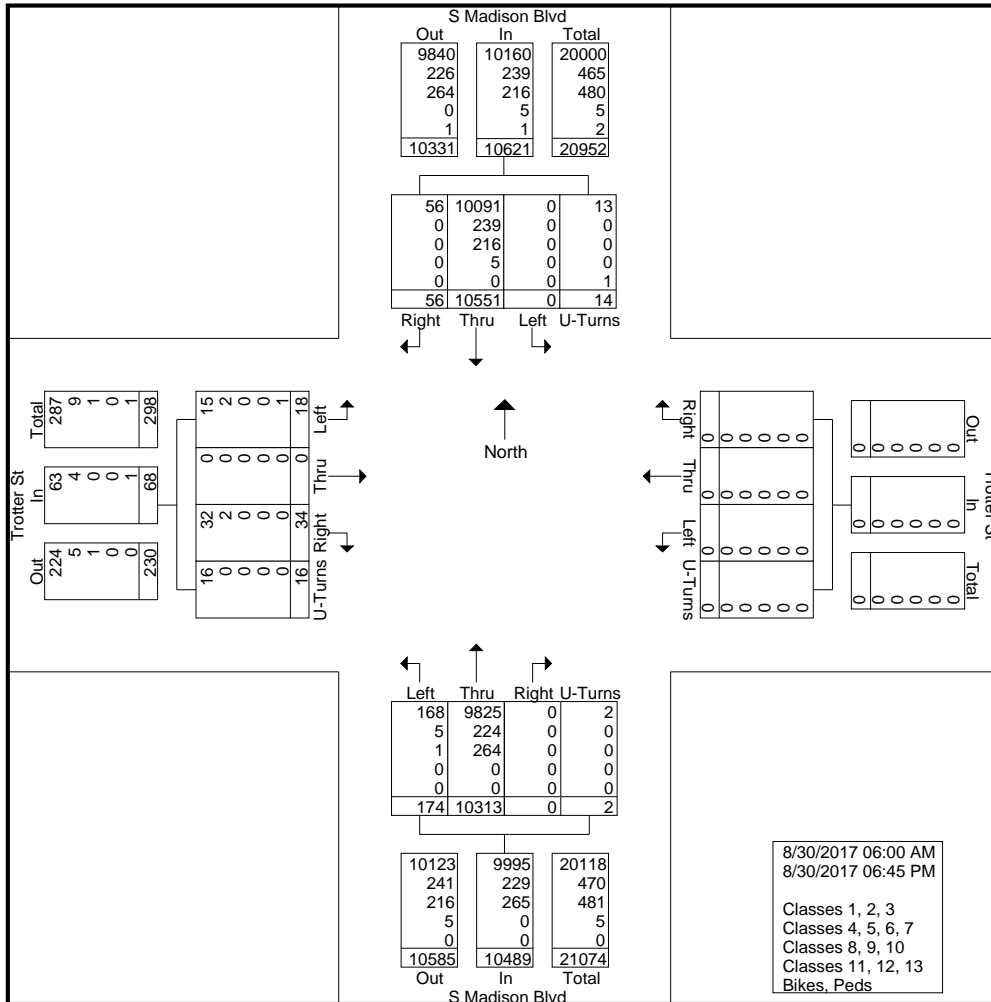 S Madison Blvd
Out In Total
9840 10160 20000
226 239 465
264 216 480
0 5 5
1 1 2
10331 10621 20952
56 10091 0 13
0 239 0 0
0 216 0 0
0 5 0 0
0 0 0 1
56 10551 0 14
Right Thru Left U-Turns
North
Trotter St
Total In Out
287 63 224
9 4 5
1 0 1
0 0 0
1 1 0
298 68 230
15 0 32 16
2 0 2 0
0 0 0 0
0 0 0 0
1 0 0 0
18 0 34 16
Left Thru Right U-Turns
Right Thru Left U-Turns
0 0 0 0
0 0 0 0
0 0 0 0
0 0 0 0
0 0 0 0
0 0 0 0
Out In Total
0 0 0
0 0 0
0 0 0
0 0 0
0 0 0
0 0 0
Trotter St
Left Thru Right U-Turns
168 9825 0 2
5 224 0 0
1 264 0 0
0 0 0 0
0 0 0 0
174 10313 0 2
10123 9995 20118
241 229 470
216 265 481
5 0 5
0 0 0
10585 10489 21074
Out In Total
S Madison Blvd
8/30/2017 06:00 AM
8/30/2017 06:45 PM
Classes 1, 2, 3
Classes 4, 5, 6, 7
Classes 8, 9, 10
Classes 11, 12, 13
Bikes, Peds